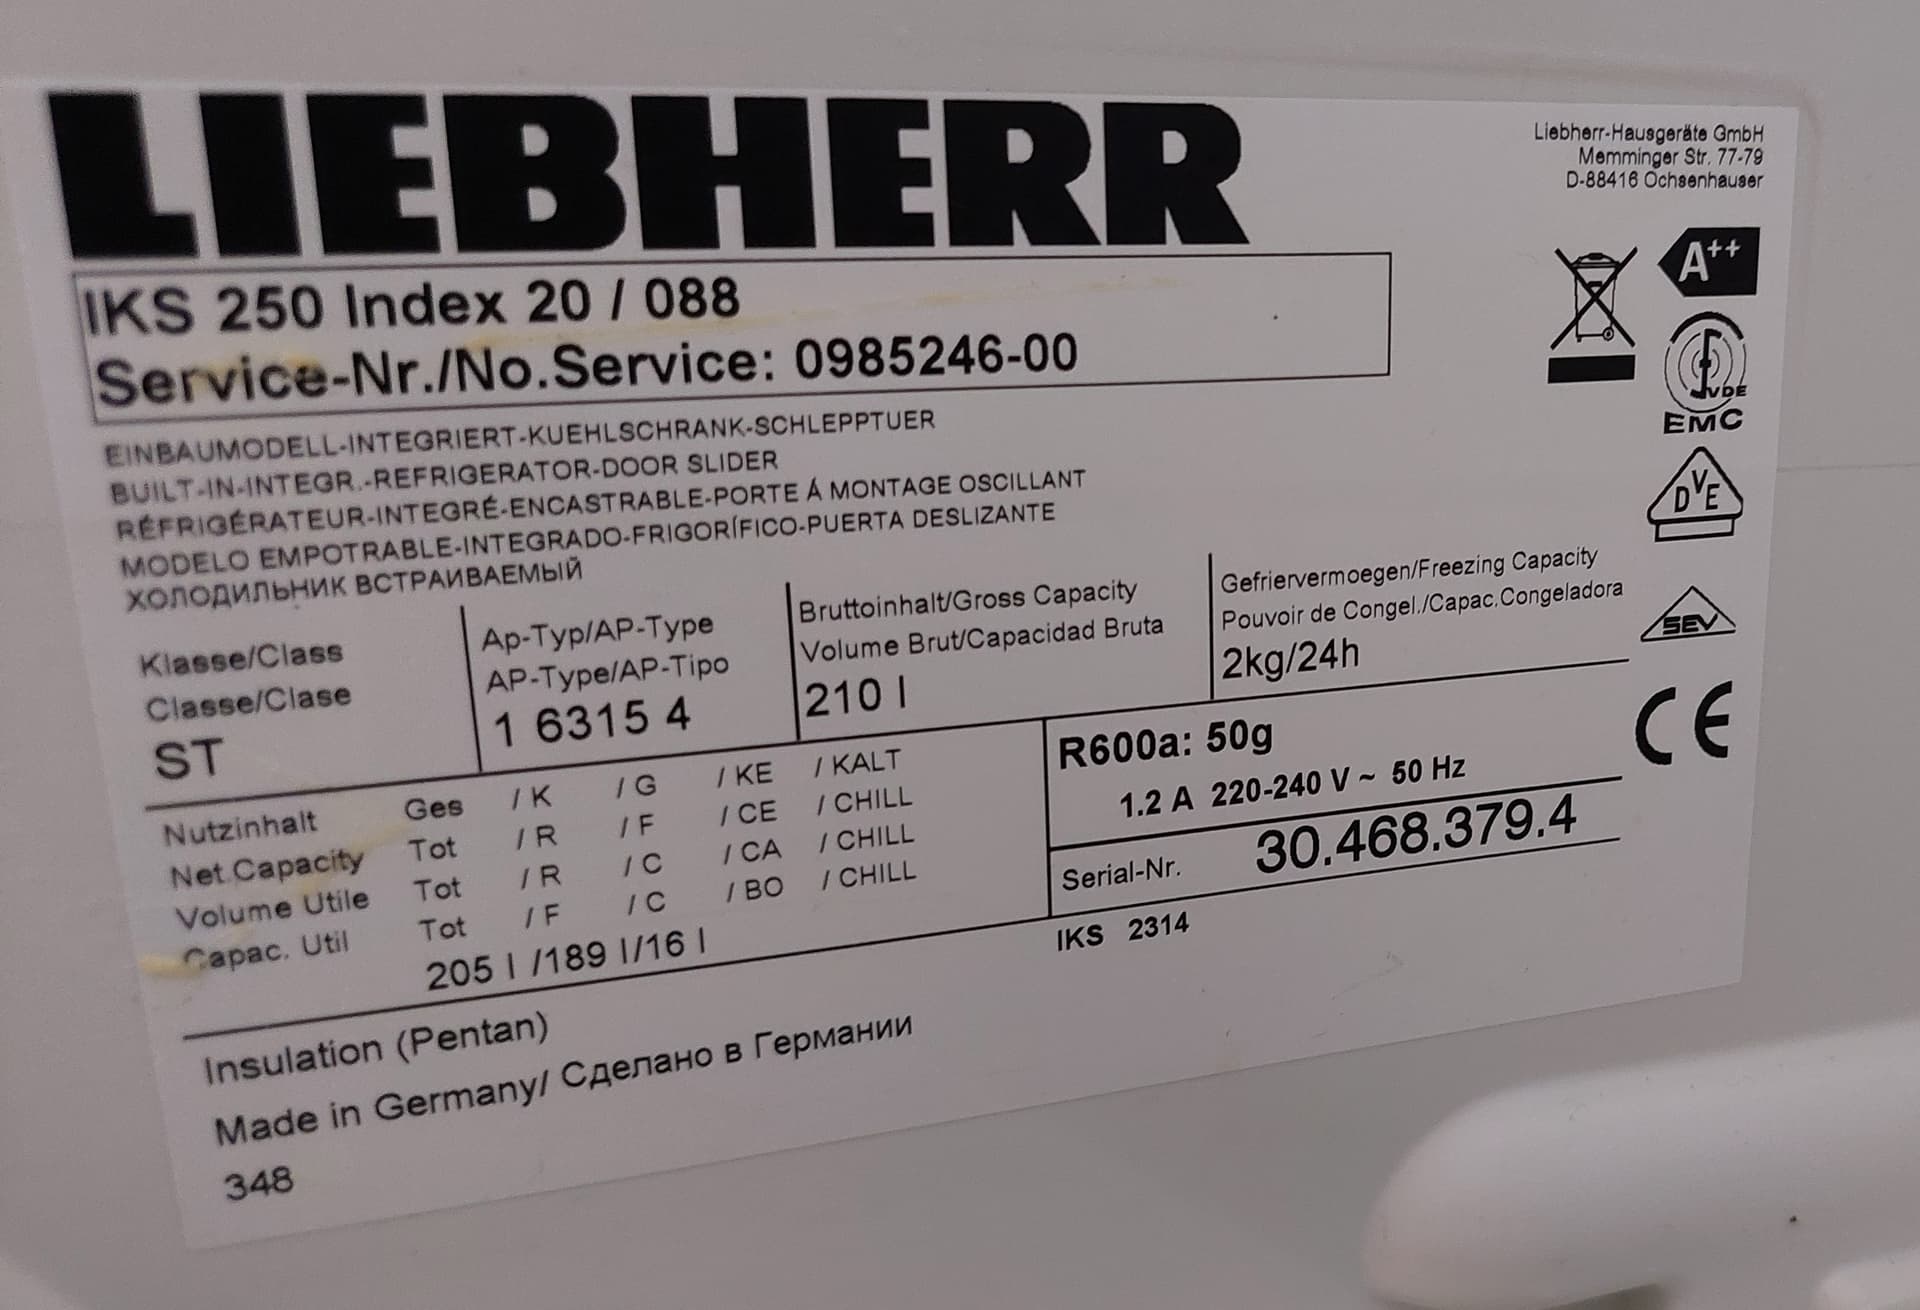 LIEBHERR
Liebherr-Hausgeräte GmbH
Memminger Str. 77-79
D-88416 Ochsenhauser
IKS 250 Index 20 / 088
Service-Nr./No.Service: 0985246-00
A++
VDE
EMC
DVE
SEV
CE
EINBAUMODELL-INTEGRIERT-KUEHLSCHRANK-SCHLEPPTUER
BUILT-IN-INTEGR.-REFRIGERATOR-DOOR SLIDER
RÉFRIGÉRATEUR-INTEGRÉ-ENCASTRABLE-PORTE Á MONTAGE OSCILLANT
MODELO EMPOTRABLE-INTEGRADO-FRIGORÍFICO-PUERTA DESLIZANTE
ХОЛОДИЛЬНИК ВСТРАИВАЕМЫЙ
Klasse/Class
Classe/Clase
ST
Ap-Typ/AP-Type
AP-Type/AP-Tipo
1 6315 4
Bruttoinhalt/Gross Capacity
Volume Brut/Capacidad Bruta
210 l
Gefriervermoegen/Freezing Capacity
Pouvoir de Congel./Capac.Congeladora
2kg/24h
Nutzinhalt Ges / K / G / KE / KALT
Net Capacity Tot / R / F / CE / CHILL
Volume Utile Tot / R / C / CA / CHILL
Capac. Util Tot / F / C / BO / CHILL
205 l /189 l/16 l
R600a: 50g
1.2 A 220-240 V ~ 50 Hz
Serial-Nr. 30.468.379.4
IKS 2314
Insulation (Pentan)
Made in Germany/ Сделано в Германии
348